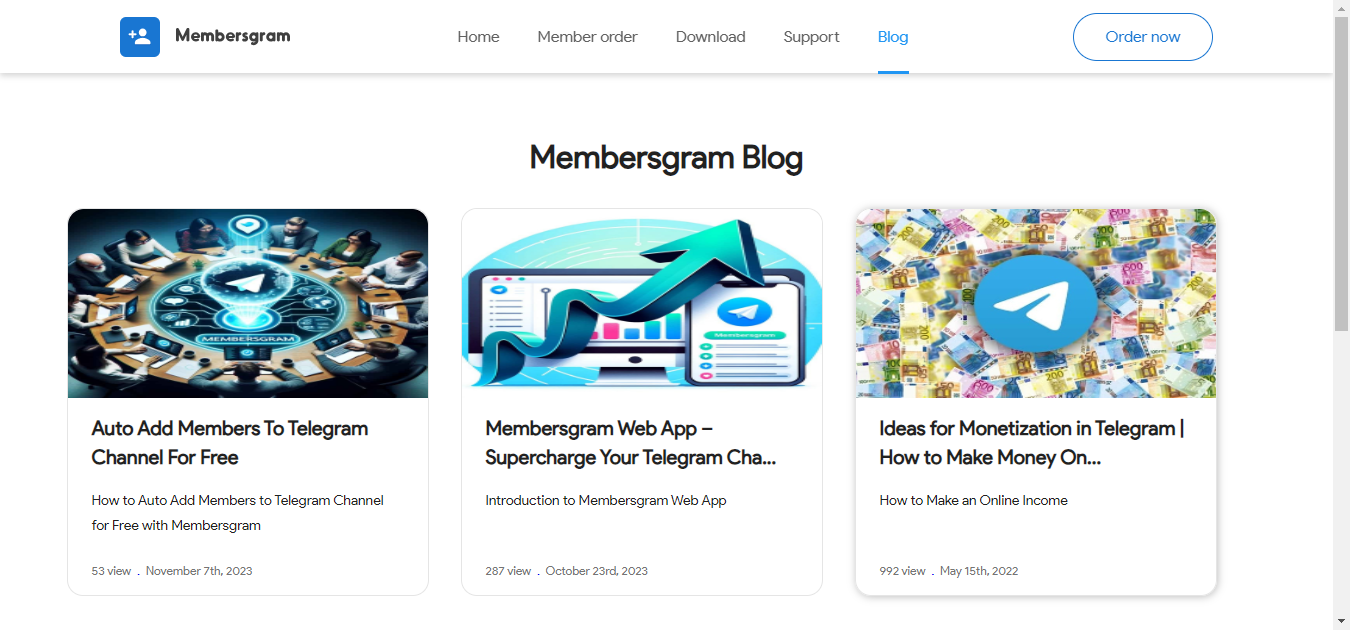 Membersgram
Home
Member order
Download
Support
Blog
Order now
Membersgram Blog
MEMBERSGRAM
Auto Add Members To Telegram
Channel For Free
How to Auto Add Members to Telegram Channel
for Free with Membersgram
53 view . November 7th, 2023
Membersgram
Membersgram Web App –
Supercharge Your Telegram Cha...
Introduction to Membersgram Web App
287 view . October 23rd, 2023
Ideas for Monetization in Telegram |
How to Make Money On...
How to Make an Online Income
992 view . May 15th, 2022